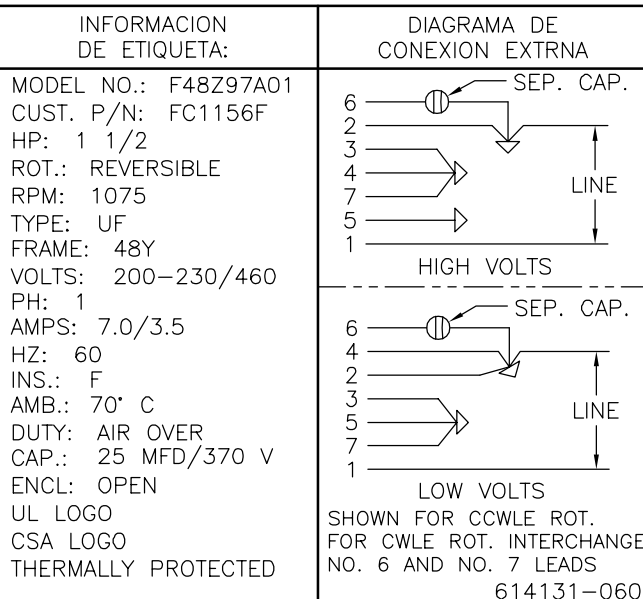 INFORMACION
DE ETIQUETA:
MODEL NO.: F48Z97A01
CUST. P/N: FC1156F
HP: 1 1/2
ROT.: REVERSIBLE
RPM: 1075
TYPE: UF
FRAME: 48Y
VOLTS: 200-230/460
PH: 1
AMPS: 7.0/3.5
HZ: 60
INS.: F
AMB.: 70° C
DUTY: AIR OVER
CAP.: 25 MFD/370 V
ENCL: OPEN
UL LOGO
CSA LOGO
THERMALLY PROTECTED
DIAGRAMA DE
CONEXION EXTRNA
SEP. CAP.
6
2
3
4
7
5
1
LINE
HIGH VOLTS
SEP. CAP.
6
4
2
3
5
7
1
LINE
LOW VOLTS
SHOWN FOR CCWLE ROT.
FOR CWLE ROT. INTERCHANGE
NO. 6 AND NO. 7 LEADS
614131-060